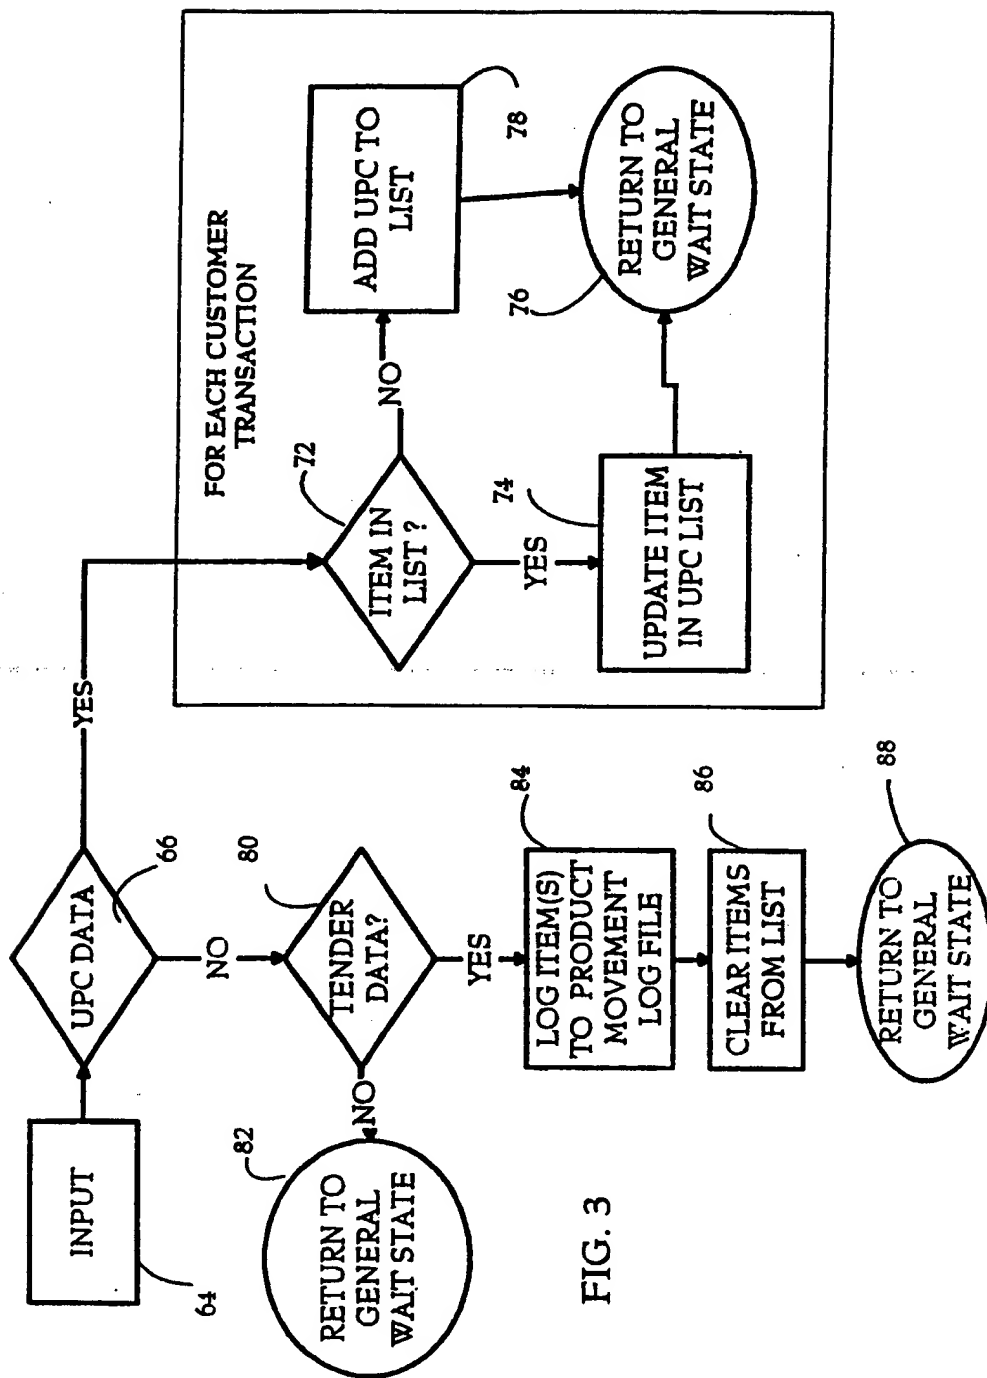 INPUT
64
UPC DATA
66
YES
NO
FOR EACH CUSTOMER
TRANSACTION
ITEM IN
LIST ?
72
NO
ADD UPC TO
LIST
78
YES
UPDATE ITEM
IN UPC LIST
74
RETURN TO
GENERAL
WAIT STATE
76
TENDER
DATA?
80
NO
RETURN TO
GENERAL
WAIT STATE
82
YES
LOG ITEM(S)
TO PRODUCT
MOVEMENT
LOG FILE
84
CLEAR ITEMS
FROM LIST
86
RETURN TO
GENERAL
WAIT STATE
88
FIG. 3